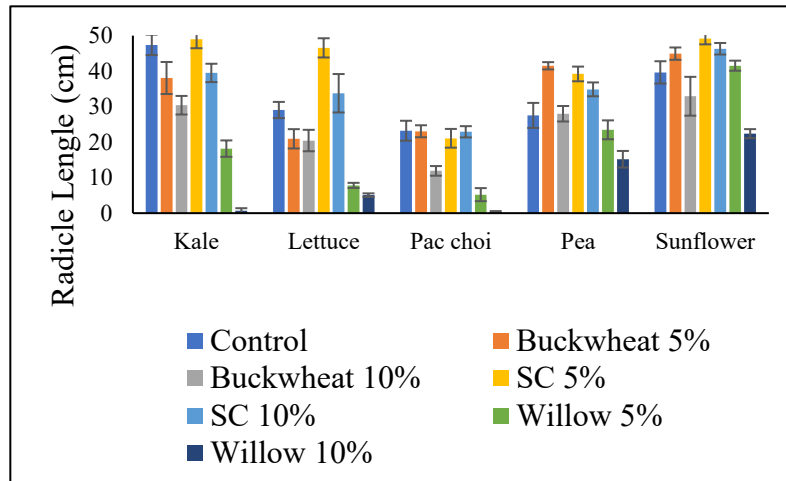 Radicle Lengle (cm)
50
40
30
20
10
0
Kale Lettuce Pac choi Pea Sunflower
Control Buckwheat 5%
Buckwheat 10% SC 5%
SC 10% Willow 5%
Willow 10%